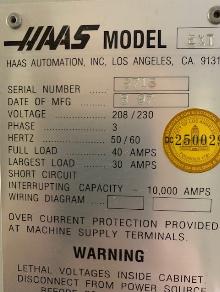 HAAS MODEL
HAAS AUTOMATION, INC, LOS ANGELES, CA 9131
SERIAL NUMBER
DATE OF MFG
VOLTAGE 208/230
PHASE 3
HERTZ 50/60
FULL LOAD 40 AMPS
LARGEST LOAD 30 AMPS
SHORT CIRCUIT
INTERRUPTING CAPACITY - 10,000 AMPS
WIRING DIAGRAM
250029
OVER CURRENT PROTECTION PROVIDED
AT MACHINE SUPPLY TERMINALS.
WARNING
LETHAL VOLTAGES INSIDE CABINET
DISCONNECT FROM POWER SOURCE